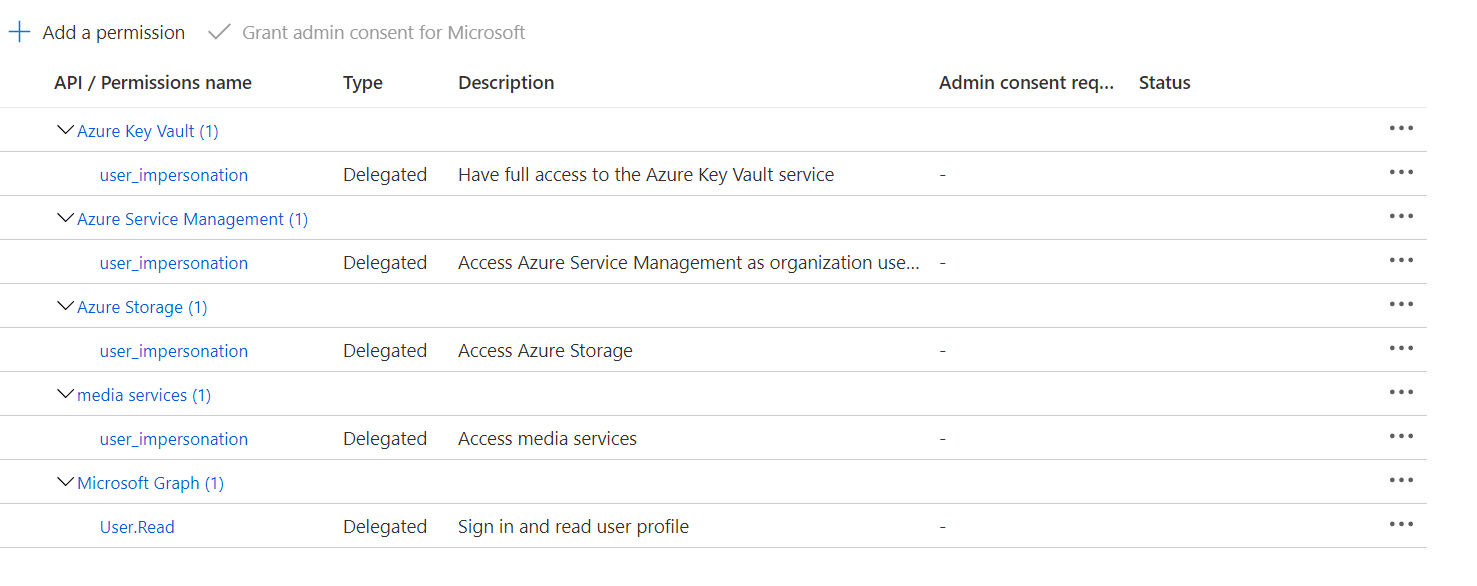 Add a permission Grant admin consent for Microsoft
API / Permissions name Type Description Admin consent req... Status
Azure Key Vault (1)
user_impersonation Delegated Have full access to the Azure Key Vault service -
Azure Service Management (1)
user_impersonation Delegated Access Azure Service Management as organization use... -
Azure Storage (1)
user_impersonation Delegated Access Azure Storage -
media services (1)
user_impersonation Delegated Access media services -
Microsoft Graph (1)
User.Read Delegated Sign in and read user profile -